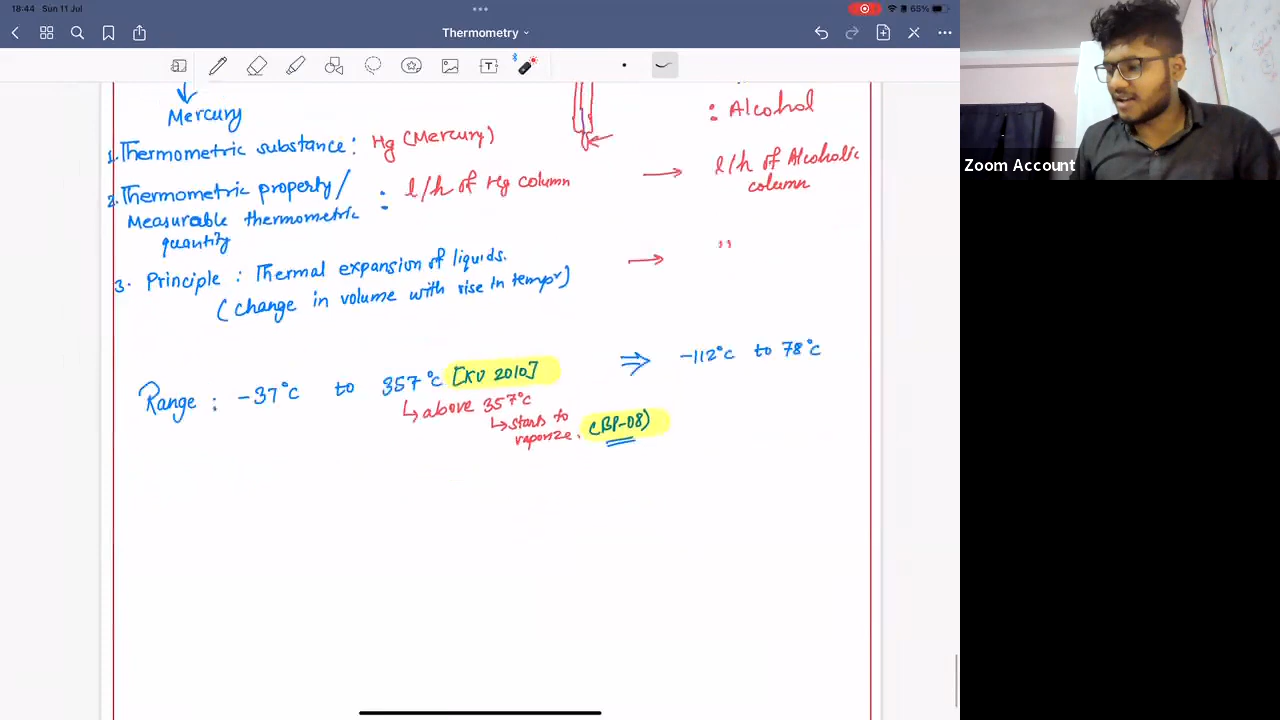 18:44 Sun 11 Jul
65%
Thermometry
Mercury
: Alcohol
1. Thermometric substance : Hg (Mercury)
2. Thermometric property/ : l/h of Hg column → l/h of Alcoholic column
Measurable thermometric
quantity
3. Principle : Thermal expansion of liquids. → ”
(change in volume with rise in tempr)
Range : -37°c to 357°c [KU 2010] ⇒ -112°c to 78°c
↳ above 357°c
↳ starts to
vaporize. (BP-08)
Zoom Account